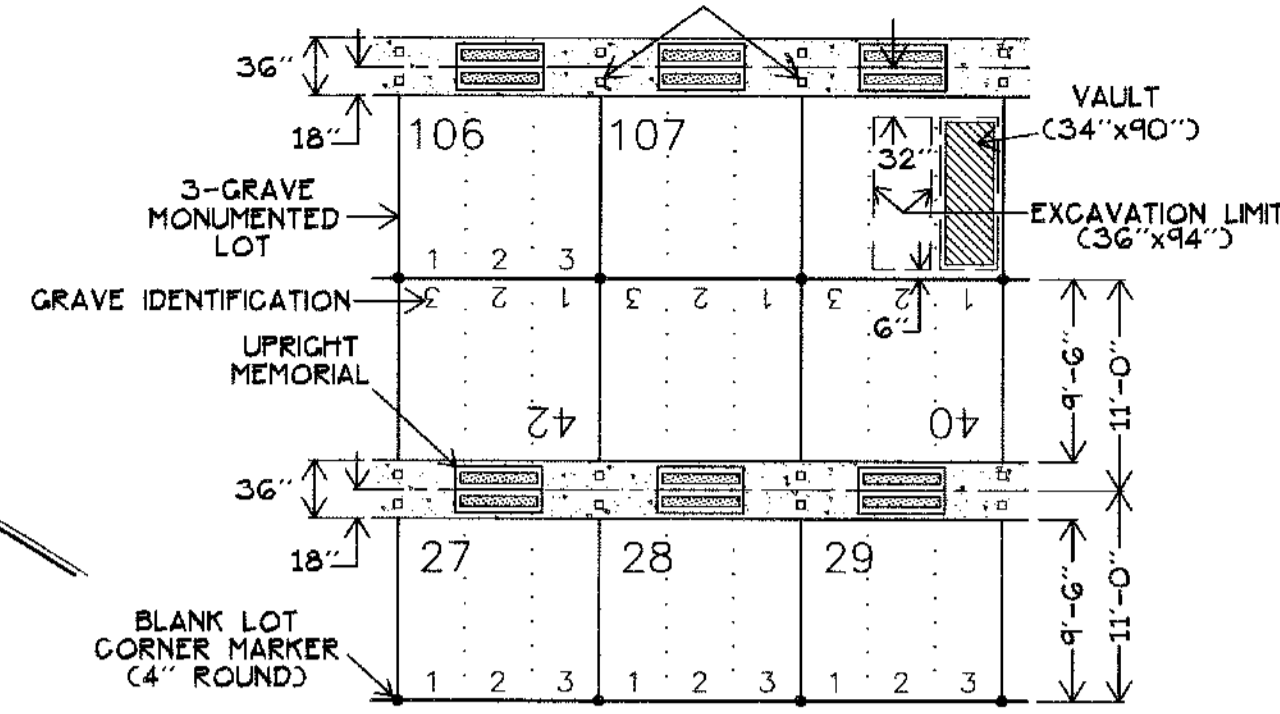 36"
18"
VAULT
(34"x90")
106
107
32"
3-GRAVE
MONUMENTED
LOT
EXCAVATION LIMIT
(36"x94")
1 2 3
GRAVE IDENTIFICATION
3 2 1 3 2 1 3 2 1
6"
UPRIGHT
MEMORIAL
9'-6"
11'-0"
42
40
36"
18"
27
28
29
9'-6"
11'-0"
BLANK LOT
CORNER MARKER
(4" ROUND)
1 2 3 1 2 3 1 2 3